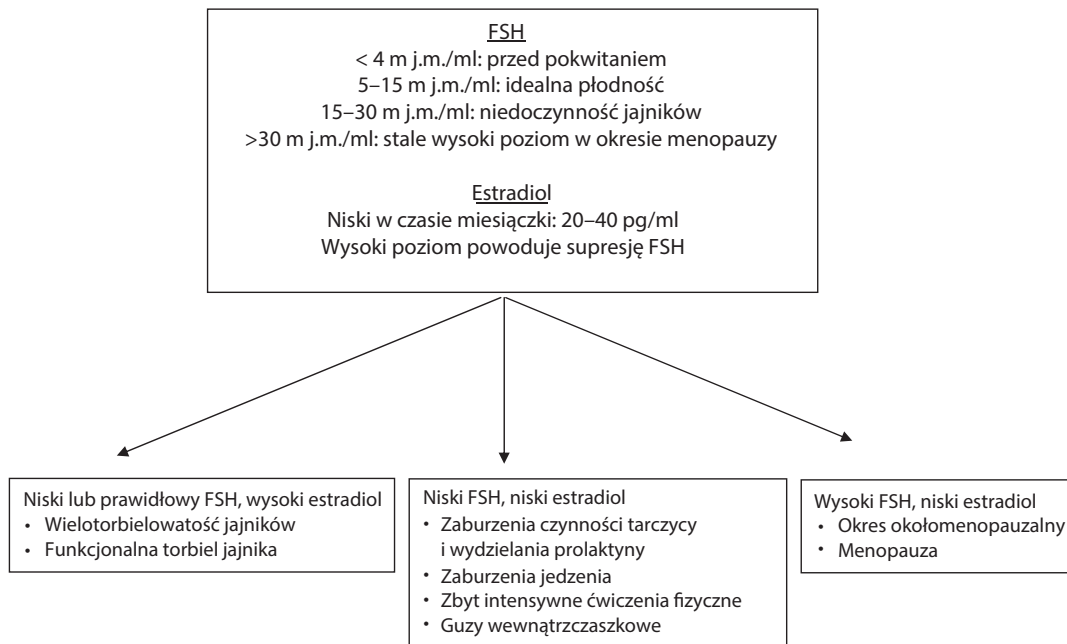 FSH
< 4 m j.m./ml: przed pokwitaniem
5–15 m j.m./ml: idealna płodność
15–30 m j.m./ml: niedoczynność jajników
>30 m j.m./ml: stale wysoki poziom w okresie menopauzy
Estradiol
Niski w czasie miesiączki: 20–40 pg/ml
Wysoki poziom powoduje supresję FSH
Niski lub prawidłowy FSH, wysoki estradiol
• Wielotorbielowatość jajników
• Funkcjonalna torbiel jajnika
Niski FSH, niski estradiol
• Zaburzenia czynności tarczycy
i wydzielania prolaktyny
• Zaburzenia jedzenia
• Zbyt intensywne ćwiczenia fizyczne
• Guzy wewnątrzczaszkowe
Wysoki FSH, niski estradiol
• Okres okołomenopauzalny
• Menopauza